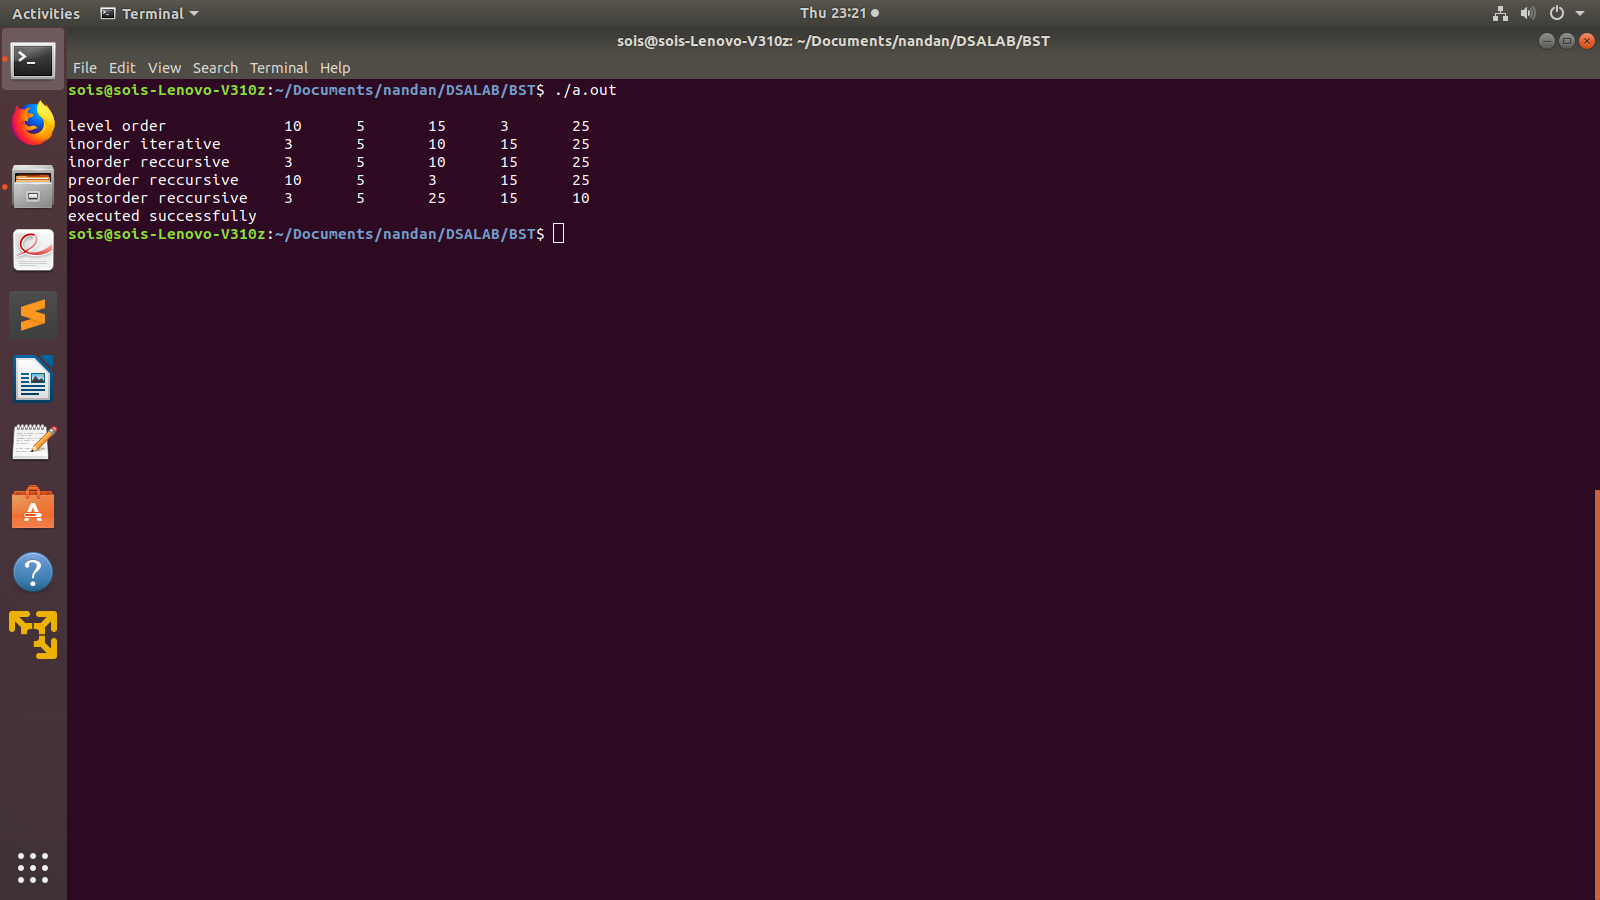 Activities Terminal Thu 23:21
sois@sois-Lenovo-V310z: ~/Documents/nandan/DSALAB/BST
File Edit View Search Terminal Help
sois@sois-Lenovo-V310z:~/Documents/nandan/DSALAB/BST$ ./a.out
level order 10 5 15 3 25
inorder iterative 3 5 10 15 25
inorder reccursive 3 5 10 15 25
preorder reccursive 10 5 3 15 25
postorder reccursive 3 5 25 15 10
executed successfully
sois@sois-Lenovo-V310z:~/Documents/nandan/DSALAB/BST$